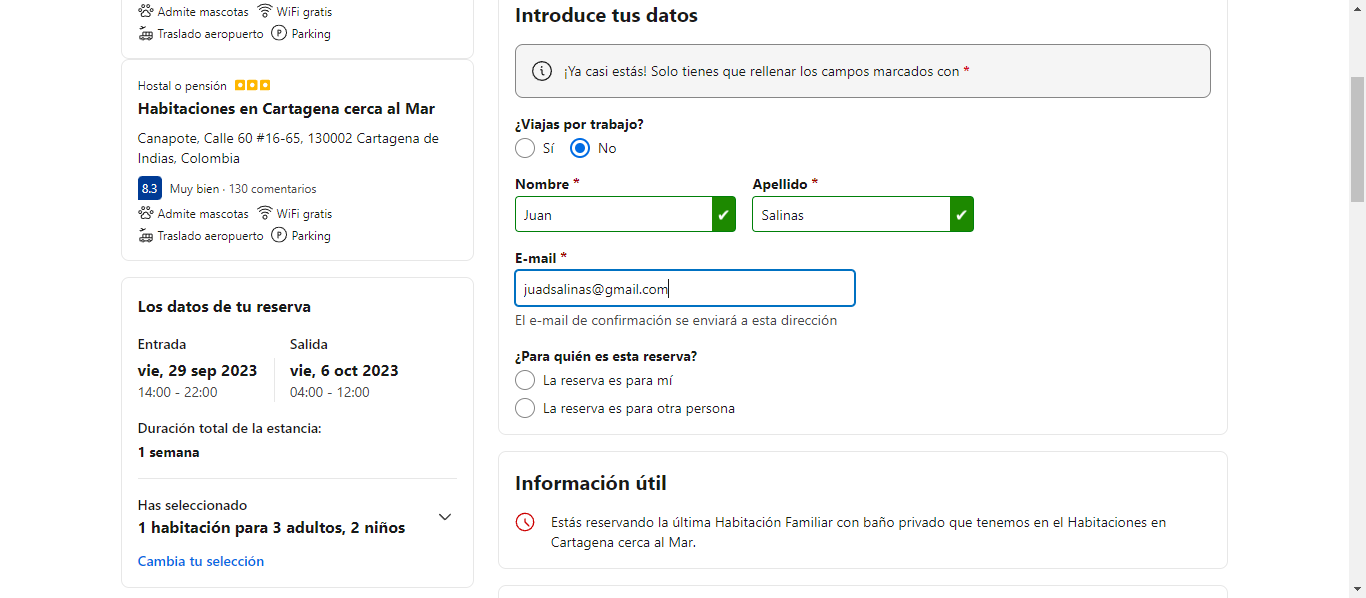 Admite mascotas WiFi gratis
Traslado aeropuerto P Parking
Hostal o pensión
Habitaciones en Cartagena cerca al Mar
Canapote, Calle 60 #16-65, 130002 Cartagena de
Indias, Colombia
8.3 Muy bien · 130 comentarios
Admite mascotas WiFi gratis
Traslado aeropuerto P Parking
Los datos de tu reserva
Entrada Salida
vie, 29 sep 2023 vie, 6 oct 2023
14:00 - 22:00 04:00 - 12:00
Duración total de la estancia:
1 semana
Has seleccionado
1 habitación para 3 adultos, 2 niños
Cambia tu selección
Introduce tus datos
¡Ya casi estás! Solo tienes que rellenar los campos marcados con *
¿Viajas por trabajo?
Sí No
Nombre * Apellido *
Juan Salinas
E-mail *
juadsalinas@gmail.com
El e-mail de confirmación se enviará a esta dirección
¿Para quién es esta reserva?
La reserva es para mí
La reserva es para otra persona
Información útil
Estás reservando la última Habitación Familiar con baño privado que tenemos en el Habitaciones en
Cartagena cerca al Mar.